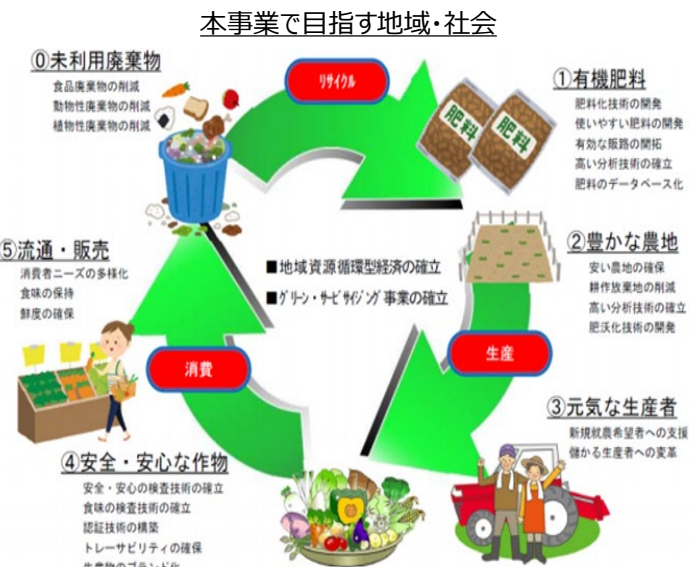 本事業で目指す地域・社会
⓪未利用廃棄物
食品廃棄物の削減
動物性廃棄物の削減
植物性廃棄物の削減
リサイクル
肥料
肥料
①有機肥料
肥料化技術の開発
使いやすい肥料の開発
有効な販路の開拓
高い分析技術の確立
肥料のデータベース化
②豊かな農地
安い農地の確保
耕作放棄地の削減
高い分析技術の確立
肥沃化技術の開発
■地域資源循環型経済の確立
■グリーン・サービサイジング事業の確立
生産
③元気な生産者
新規就農希望者への支援
儲かる生産者への変革
④安全・安心な作物
安全・安心の検査技術の確立
食味の検査技術の確立
認証技術の構築
トレーサビリティの確保
生産物のブランド化
消費
⑤流通・販売
消費者ニーズの多様化
食味の保持
鮮度の確保